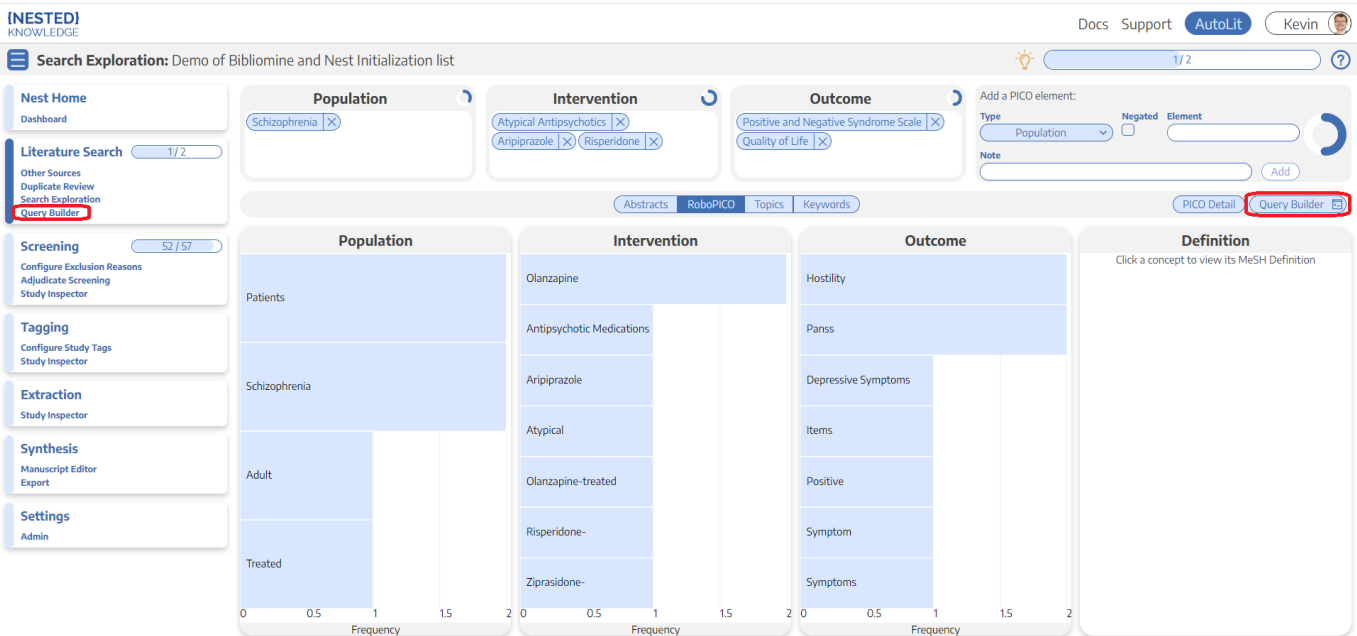 {NESTED}
KNOWLEDGE
Docs Support AutoLit Kevin
Search Exploration: Demo of Bibliomine and Nest Initialization list
1 / 2
?
Nest Home
Dashboard
Literature Search 1 / 2
Other Sources
Duplicate Review
Search Exploration
Query Builder
Screening 52 / 57
Configure Exclusion Reasons
Adjudicate Screening
Study Inspector
Tagging
Configure Study Tags
Study Inspector
Extraction
Study Inspector
Synthesis
Manuscript Editor
Export
Settings
Admin
Population
Schizophrenia
Intervention
Atypical Antipsychotics
Aripiprazole Risperidone
Outcome
Positive and Negative Syndrome Scale
Quality of Life
Add a PICO element:
Type Negated Element
Population
Note
Add
Abstracts RoboPICO Topics Keywords
PICO Detail Query Builder
Population
Patients
Schizophrenia
Adult
Treated
0 0.5 1 1.5 2
Frequency
Intervention
Olanzapine
Antipsychotic Medications
Aripiprazole
Atypical
Olanzapine-treated
Risperidone-
Ziprasidone-
0 0.5 1 1.5 2
Frequency
Outcome
Hostility
Panss
Depressive Symptoms
Items
Positive
Symptom
Symptoms
0 0.5 1 1.5 2
Frequency
Definition
Click a concept to view its MeSH Definition